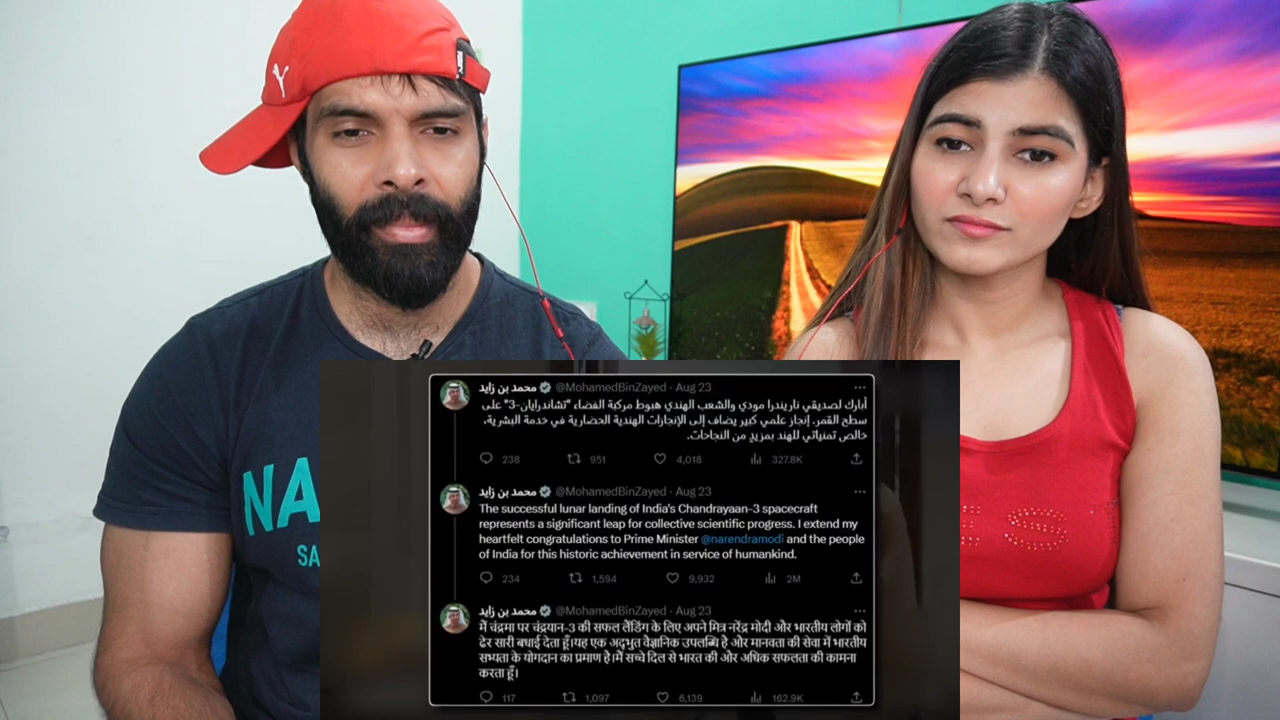 NA
SA
S
محمد بن زايد @MohamedBinZayed · Aug 23
أبارك لصديقي ناريندرا مودي والشعب الهندي هبوط مركبة الفضاء "تشاندرايان-3" على
سطح القمر. إنجاز علمي كبير يضاف إلى الإنجازات الهندية الحضارية في خدمة البشرية،
خالص تمنياتي للهند بمزيدٍ من النجاحات.
238 951 4,018 327.8K
محمد بن زايد @MohamedBinZayed · Aug 23
The successful lunar landing of India's Chandrayaan-3 spacecraft
represents a significant leap for collective scientific progress. I extend my
heartfelt congratulations to Prime Minister @narendramodi and the people
of India for this historic achievement in service of humankind.
234 1,594 9,932 2M
محمد بن زايد @MohamedBinZayed · Aug 23
मैं चंद्रमा पर चंद्रयान-3 की सफल लैंडिंग के लिए अपने मित्र नरेंद्र मोदी और भारतीय लोगों को
ढेर सारी बधाई देता हूँ।यह एक अद्भुत वैज्ञानिक उपलब्धि है और मानवता की सेवा में भारतीय
सभ्यता के योगदान का प्रमाण है।मैं सच्चे दिल से भारत की और अधिक सफलता की कामना
करता हूँ।
117 1,097 6,139 162.9K